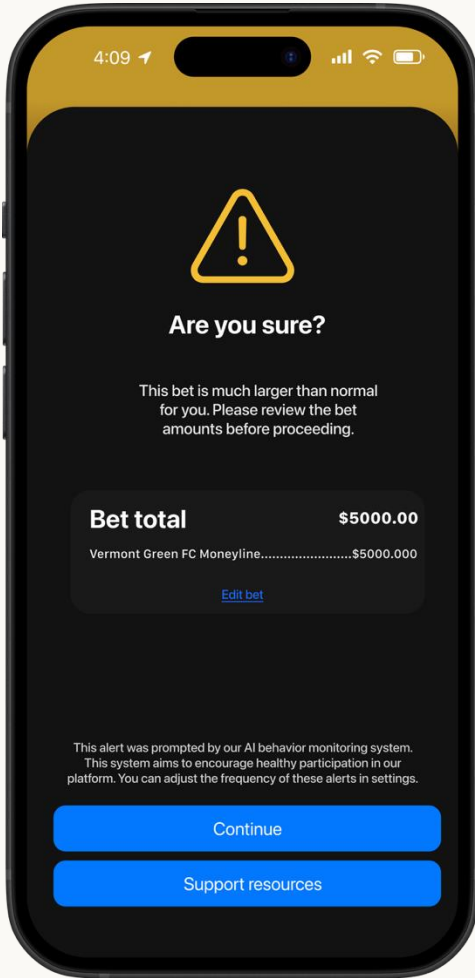 4:09
Are you sure?
This bet is much larger than normal
for you. Please review the bet
amounts before proceeding.
Bet total $5000.00
Vermont Green FC Moneyline........................$5000.000
Edit bet
This alert was prompted by our AI behavior monitoring system.
This system aims to encourage healthy participation in our
platform. You can adjust the frequency of these alerts in settings.
Continue
Support resources